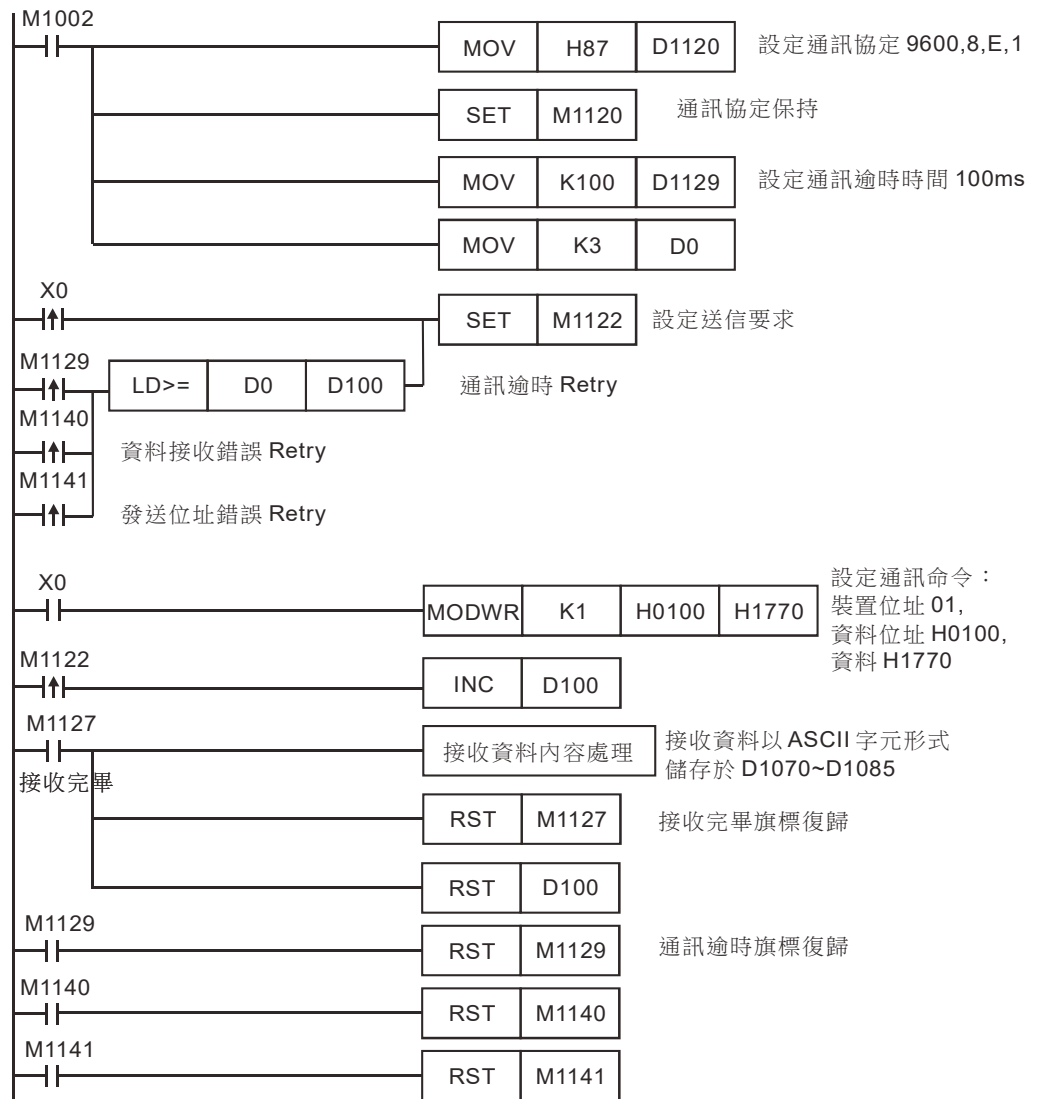 M1002
MOV H87 D1120 設定通訊協定 9600,8,E,1
SET M1120 通訊協定保持
MOV K100 D1129 設定通訊逾時時間 100ms
MOV K3 D0
X0
SET M1122 設定送信要求
M1129
LD>= D0 D100 通訊逾時 Retry
M1140
資料接收錯誤 Retry
M1141
發送位址錯誤 Retry
X0
MODWR K1 H0100 H1770
設定通訊命令：
裝置位址 01,
資料位址 H0100,
資料 H1770
M1122
INC D100
M1127
接收完畢
接收資料內容處理
接收資料以 ASCII 字元形式
儲存於 D1070~D1085
RST M1127 接收完畢旗標復歸
RST D100
M1129
RST M1129 通訊逾時旗標復歸
M1140
RST M1140
M1141
RST M1141